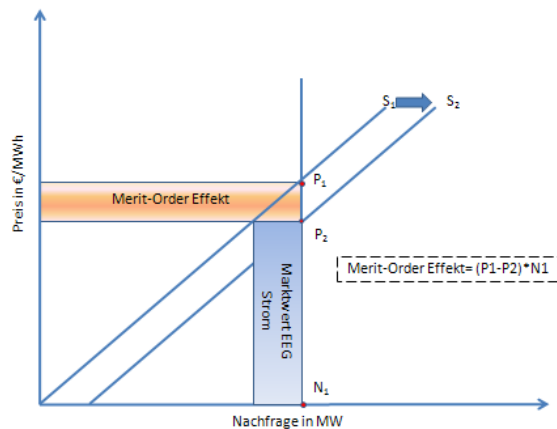 S1 S2
Preis in €/MWh
P1
Merit-Order Effekt
P2
Merit-Order Effekt= (P1-P2)*N1
Marktwert EEG
Strom
N1
Nachfrage in MW